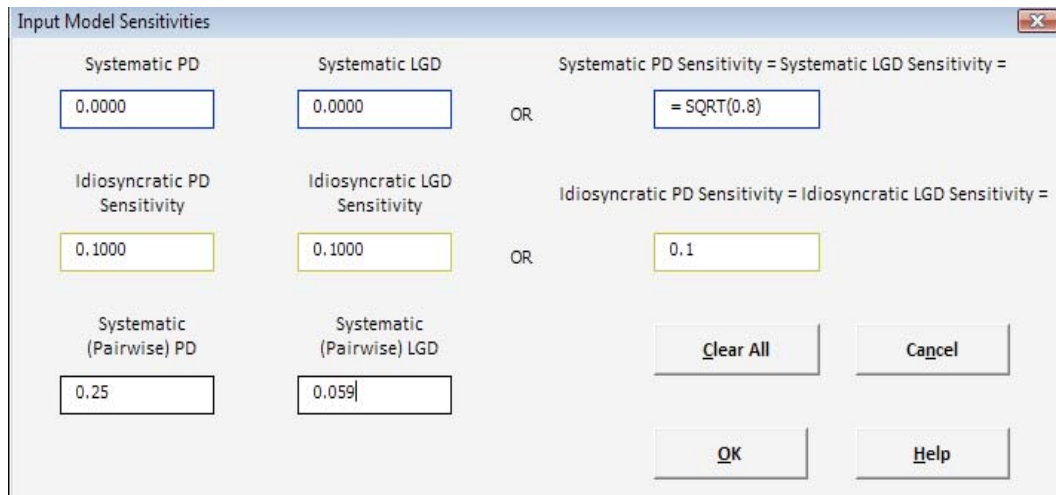 Input Model Sensitivities
Systematic PD
Systematic LGD
Systematic PD Sensitivity = Systematic LGD Sensitivity =
0.0000
0.0000
OR
= SQRT(0.8)
Idiosyncratic PD
Sensitivity
Idiosyncratic LGD
Sensitivity
Idiosyncratic PD Sensitivity = Idiosyncratic LGD Sensitivity =
0.1000
0.1000
OR
0.1
Systematic
(Pairwise) PD
Systematic
(Pairwise) LGD
0.25
0.059
Clear All
Cancel
OK
Help